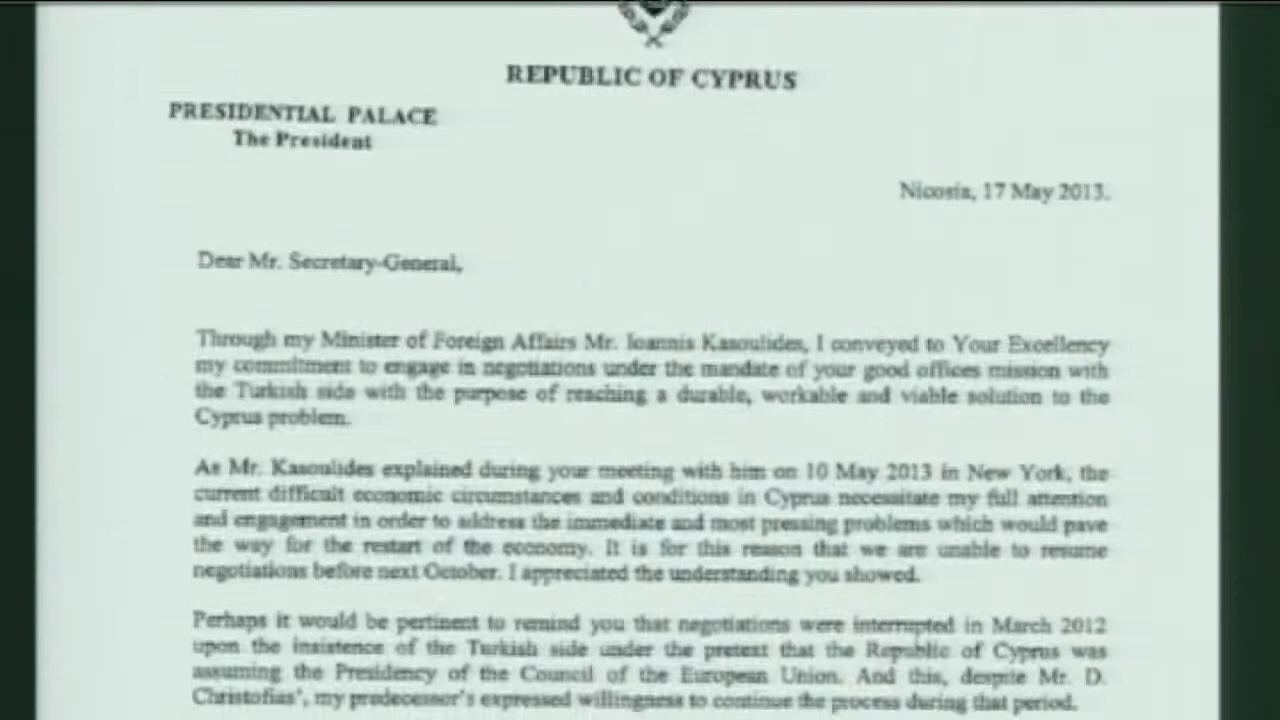 REPUBLIC OF CYPRUS
PRESIDENTIAL PALACE
The President
Nicosia, 17 May 2013.
Dear Mr. Secretary-General,
Through my Minister of Foreign Affairs Mr. Ioannis Kasoulides, I conveyed to Your Excellency
my commitment to engage in negotiations under the mandate of your good offices mission with
the Turkish side with the purpose of reaching a durable, workable and viable solution to the
Cyprus problem.
As Mr. Kasoulides explained during your meeting with him on 10 May 2013 in New York, the
current difficult economic circumstances and conditions in Cyprus necessitate my full attention
and engagement in order to address the immediate and most pressing problems which would pave
the way for the restart of the economy. It is for this reason that we are unable to resume
negotiations before next October. I appreciated the understanding you showed.
Perhaps it would be pertinent to remind you that negotiations were interrupted in March 2012
upon the insistence of the Turkish side under the pretext that the Republic of Cyprus was
assuming the Presidency of the Council of the European Union. And this, despite Mr. D.
Christofias', my predecessor's expressed willingness to continue the process during that period.